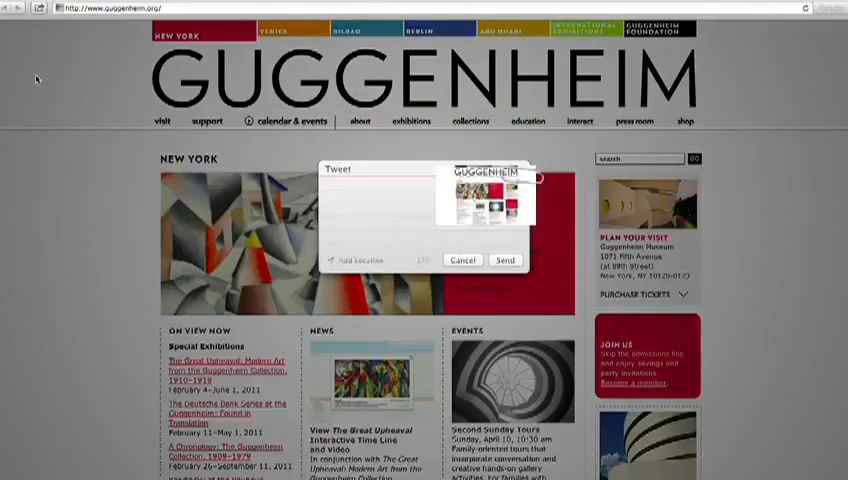 http://www.guggenheim.org/
Reader
NEW YORK
VENICE
BILBAO
BERLIN
ABU DHABI
INTERNATIONAL
EXHIBITIONS
GUGGENHEIM
FOUNDATION
GUGGENHEIM
visit support calendar & events about exhibitions collections education interact press room shop
NEW YORK
search GO
Tweet
GUGGENHEIM
Add Location
Cancel Send
PLAN YOUR VISIT
Guggenheim Museum
1071 Fifth Avenue
(at 89th Street)
New York, NY 10128-0173
PURCHASE TICKETS
ON VIEW NOW
Special Exhibitions
The Great Upheaval: Modern Art
from the Guggenheim Collection,
1910–1918
February 4–June 1, 2011
The Deutsche Bank Series at the
Guggenheim: Found in
Translation
February 11–May 1, 2011
A Chronology: The Guggenheim
Collection, 1909–1979
February 26–September 11, 2011
NEWS
View The Great Upheaval
Interactive Time Line
and Video
In conjunction with The Great
Upheaval: Modern Art from the
EVENTS
Second Sunday Tours
Sunday, April 10, 10:30 am
Family-oriented tours that
incorporate conversation and
creative hands-on gallery
activities. For families with
JOIN US
Skip the admissions line
and enjoy savings and
party invitations.
Become a member.